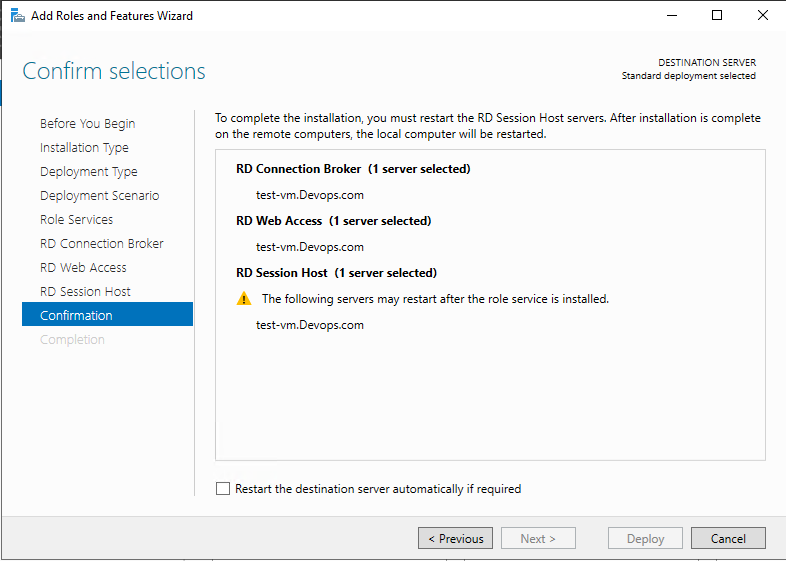 Add Roles and Features Wizard
Confirm selections
DESTINATION SERVER
Standard deployment selected
Before You Begin
Installation Type
Deployment Type
Deployment Scenario
Role Services
RD Connection Broker
RD Web Access
RD Session Host
Confirmation
Completion
To complete the installation, you must restart the RD Session Host servers. After installation is complete
on the remote computers, the local computer will be restarted.
RD Connection Broker (1 server selected)
test-vm.Devops.com
RD Web Access (1 server selected)
test-vm.Devops.com
RD Session Host (1 server selected)
The following servers may restart after the role service is installed.
test-vm.Devops.com
Restart the destination server automatically if required
< Previous
Next >
Deploy
Cancel